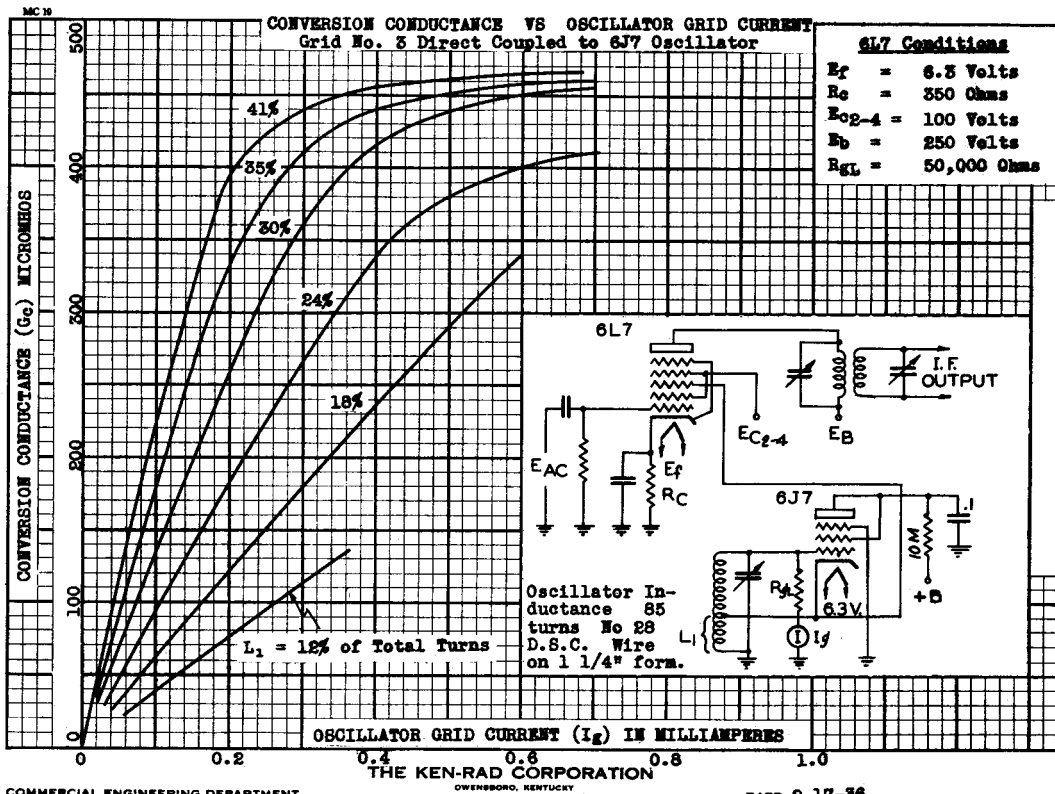 MC 19
CONVERSION CONDUCTANCE VS OSCILLATOR GRID CURRENT
Grid No. 3 Direct Coupled to 6J7 Oscillator
6L7 Conditions
Ef = 6.3 Volts
Rc = 350 Ohms
Ec2-4 = 100 Volts
Eb = 250 Volts
RgL = 50,000 Ohms
CONVERSION CONDUCTANCE (Gc) MICROMHOS
500
400
300
200
100
0
41%
35%
30%
24%
18%
L1 = 12% of Total Turns
6L7
I.F.
OUTPUT
EAC
Ef
RC
EC2-4
EB
6J7
.1
10M
+B
6.3V.
Ig
L1
Oscillator In-
ductance 85
turns No 28
D.S.C. Wire
on 1 1/4" form.
OSCILLATOR GRID CURRENT (Ig) IN MILLIAMPERES
0 0.2 0.4 0.6 0.8 1.0
THE KEN-RAD CORPORATION
OWENSBORO, KENTUCKY
COMMERCIAL ENGINEERING DEPARTMENT